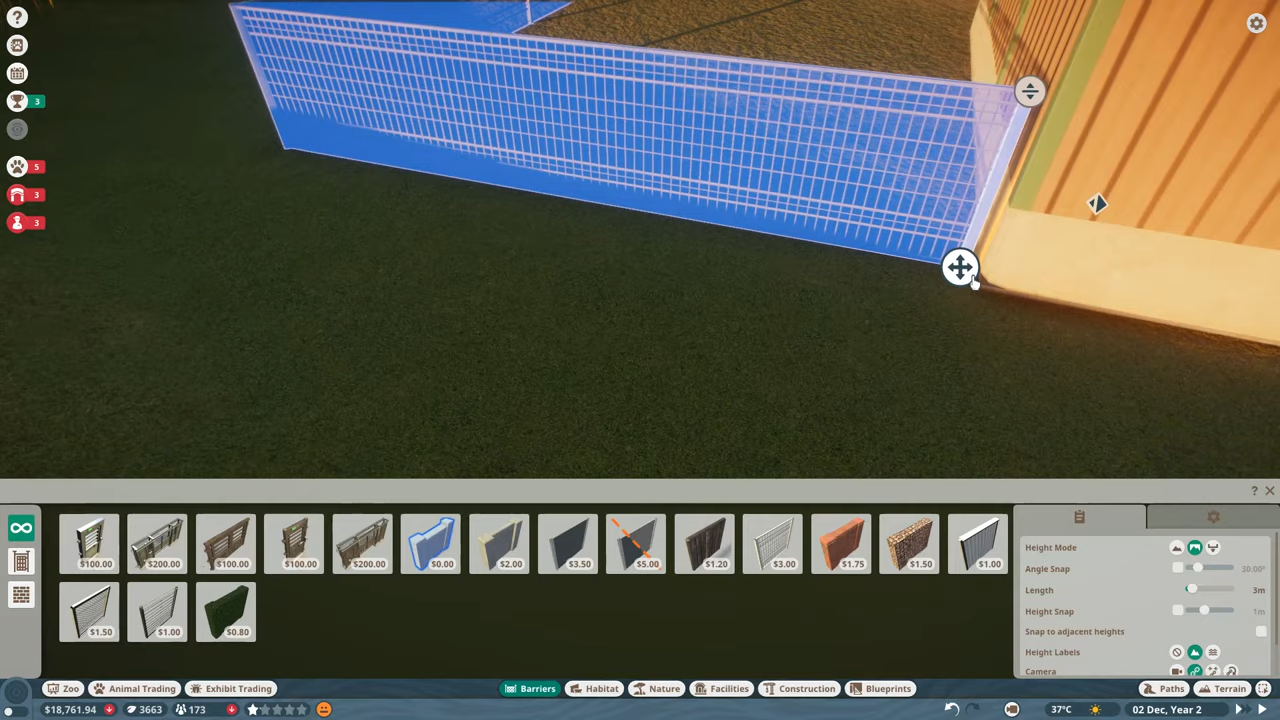 ?
3
5
3
3
? ×
$100.00 $200.00 $100.00 $100.00 $200.00 $0.00 $2.00 $3.50 $5.00 $1.20 $3.00 $1.75 $1.50 $1.00
$1.50 $1.00 $0.80
Height Mode
Angle Snap 30.00°
Length 3m
Height Snap 1m
Snap to adjacent heights
Height Labels
Camera
Zoo Animal Trading Exhibit Trading Barriers Habitat Nature Facilities Construction Blueprints Paths Terrain
$18,761.94 3663 173 37°C 02 Dec, Year 2